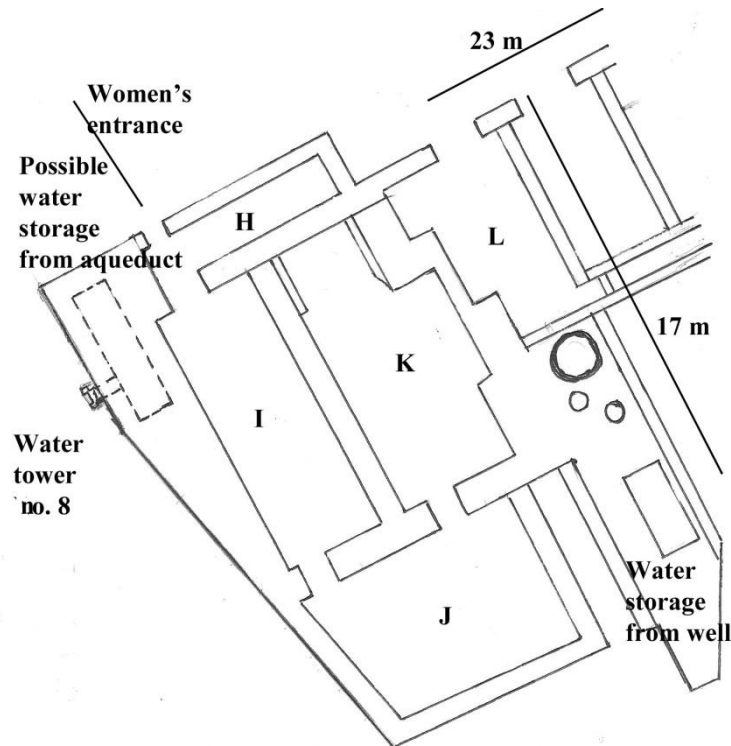 23 m
Women's
entrance
Possible
water
storage
from aqueduct
H
L
17 m
K
I
Water
tower
no. 8
J
Water
storage
from well